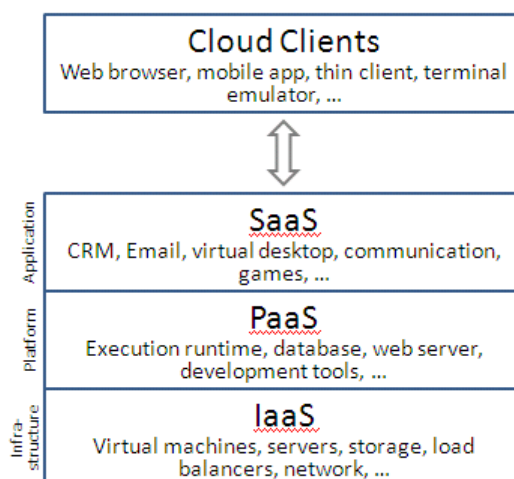 Cloud Clients
Web browser, mobile app, thin client, terminal
emulator, ...
Application
SaaS
CRM, Email, virtual desktop, communication,
games, ...
Platform
PaaS
Execution runtime, database, web server,
development tools, ...
Infra-
structure
IaaS
Virtual machines, servers, storage, load
balancers, network, ...